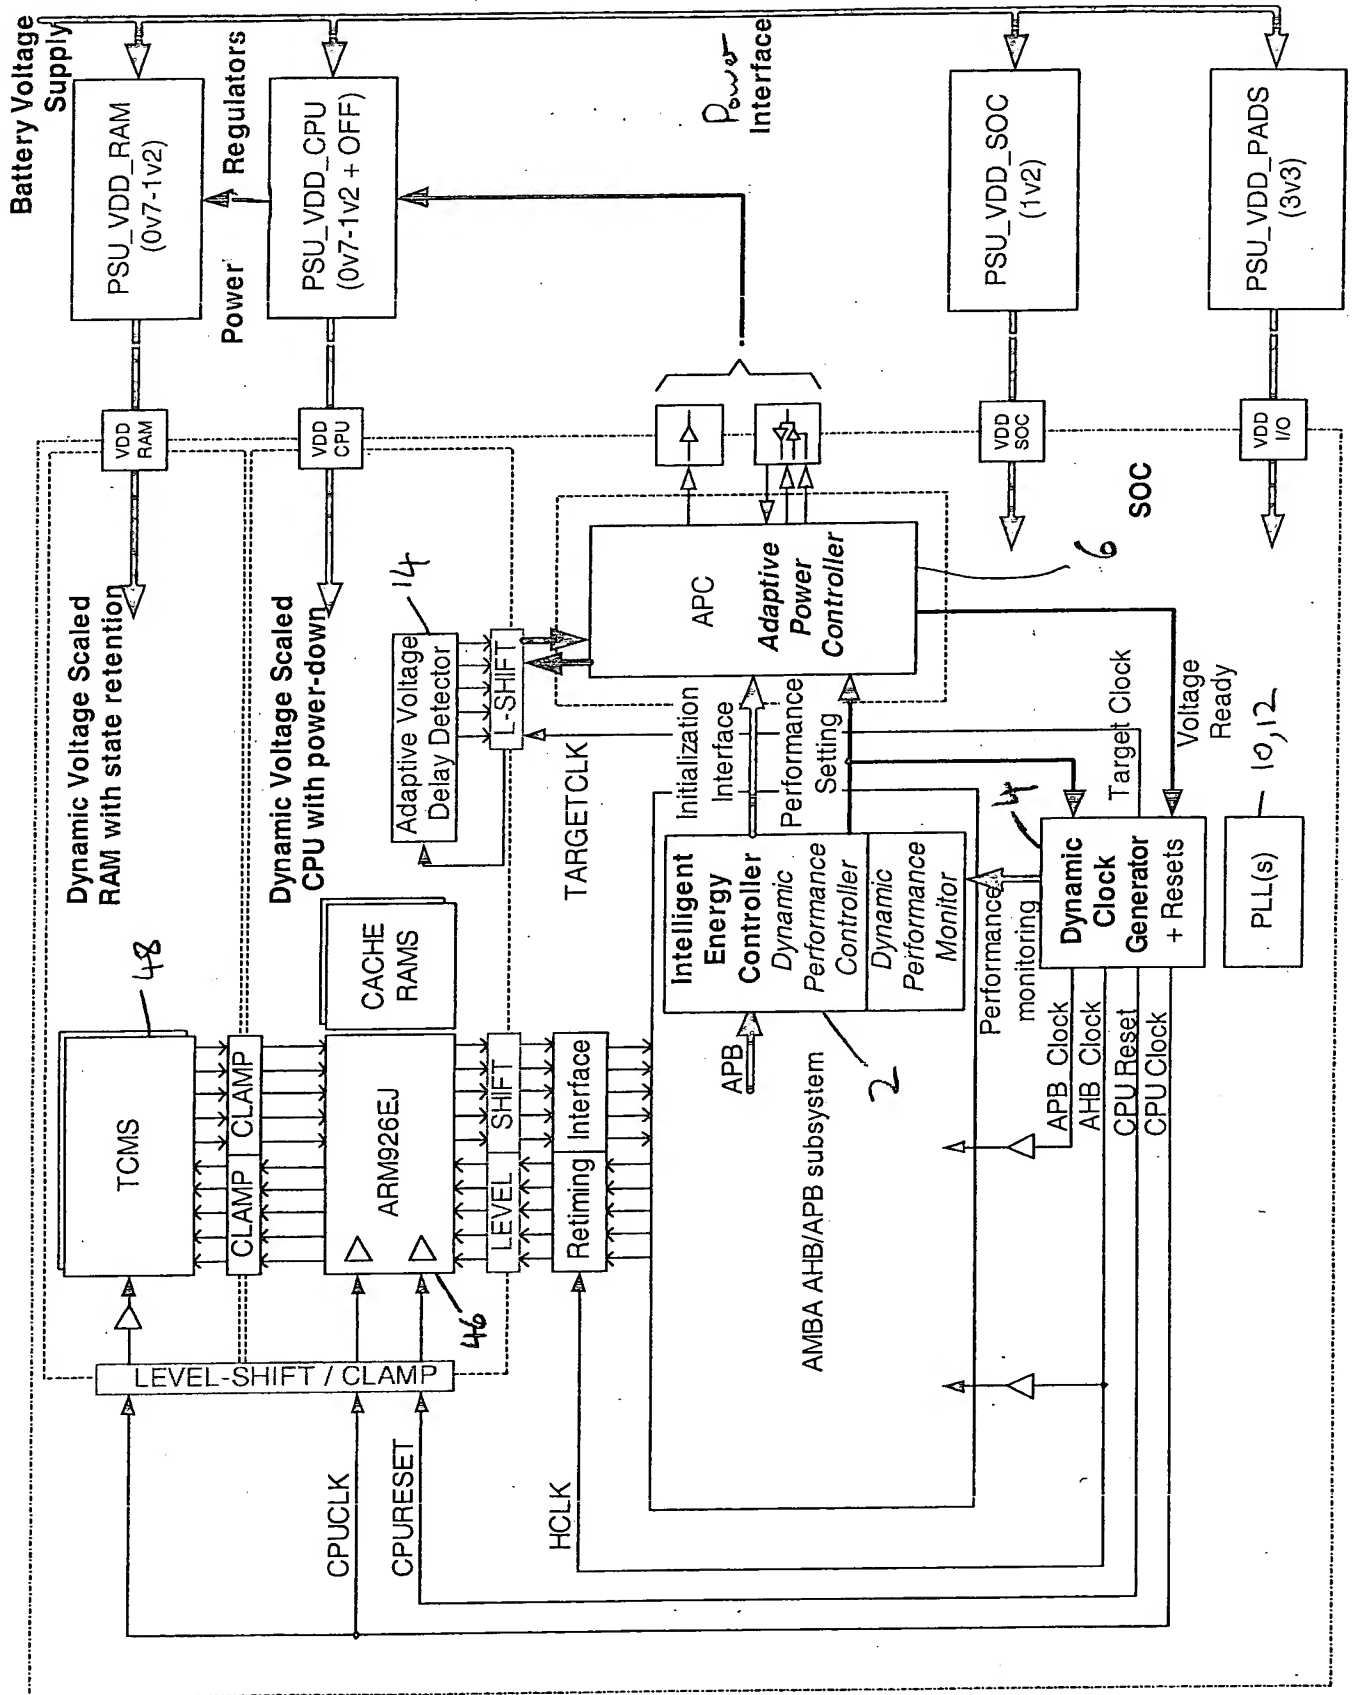 Battery Voltage
Supply
PSU_VDD_RAM
(0v7-1v2)
Power
Regulators
PSU_VDD_CPU
(0v7-1v2 + OFF)
Power
Interface
PSU_VDD_SOC
(1v2)
PSU_VDD_PADS
(3v3)
VDD
RAM
VDD
CPU
VDD
SOC
VDD
I/O
SOC
Dynamic Voltage Scaled
RAM with state retention
Dynamic Voltage Scaled
CPU with power-down
14
Adaptive Voltage
Delay Detector
L-SHIFT
APC
Adaptive
Power
Controller
6
TARGETCLK
Initialization
Interface
Performance
Setting
Target Clock
Voltage
Ready
48
TCMS
CLAMP
CLAMP
CACHE
RAMS
ARM926EJ
46
LEVEL
SHIFT
Retiming
Interface
LEVEL-SHIFT / CLAMP
CPUCLK
CPURESET
HCLK
Intelligent
Energy
Controller
Dynamic
Performance
Controller
Dynamic
Performance
Monitor
APB
2
AMBA AHB/APB subsystem
Performance
monitoring
4
Dynamic
Clock
Generator
+ Resets
APB Clock
AHB Clock
CPU Reset
CPU Clock
PLL(s)
10,12